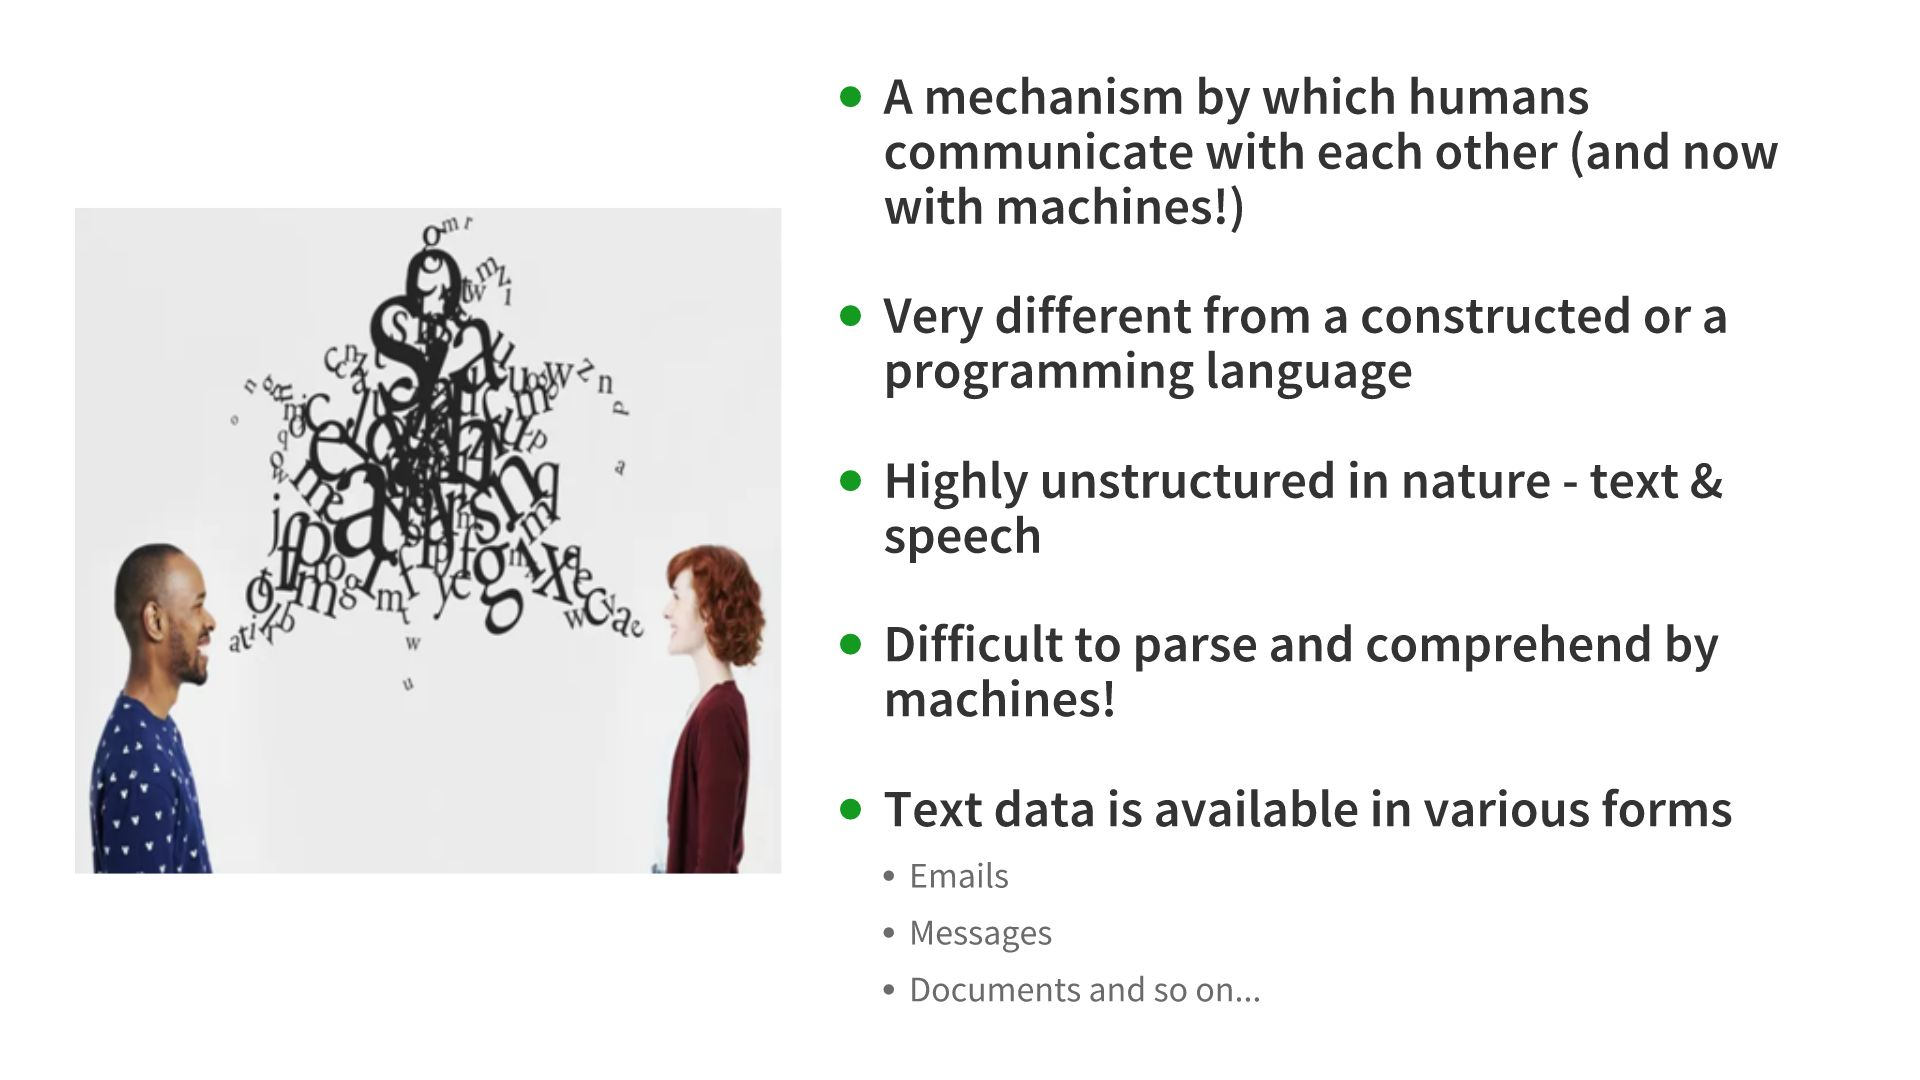 • A mechanism by which humans
communicate with each other (and now
with machines!)
• Very different from a constructed or a
programming language
• Highly unstructured in nature - text &
speech
• Difficult to parse and comprehend by
machines!
• Text data is available in various forms
• Emails
• Messages
• Documents and so on...